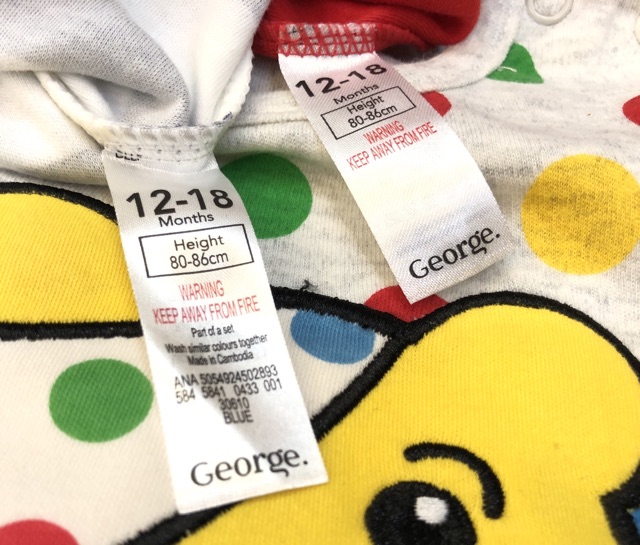 12-18
Months
Height
80-86cm
WARNING
KEEP AWAY FROM FIRE
Part of a set
Wash similar colours together
Made in Cambodia
ANA 5054924502893
584 5841 0433 001
30610
BLUE
George.
12-18
Months
Height
80-86cm
WARNING
KEEP AWAY FROM FIRE
George.